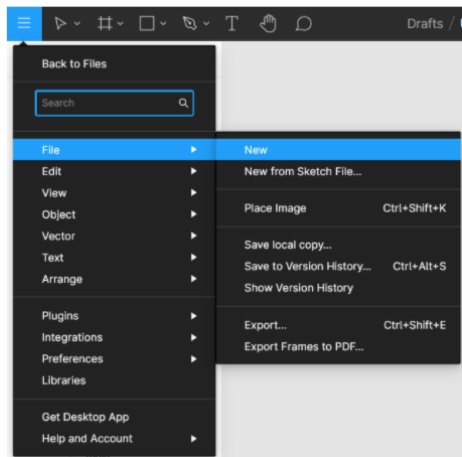 Drafts /
Back to Files
Search
File
Edit
View
Object
Vector
Text
Arrange
Plugins
Integrations
Preferences
Libraries
Get Desktop App
Help and Account
New
New from Sketch File...
Place Image Ctrl+Shift+K
Save local copy...
Save to Version History... Ctrl+Alt+S
Show Version History
Export... Ctrl+Shift+E
Export Frames to PDF...